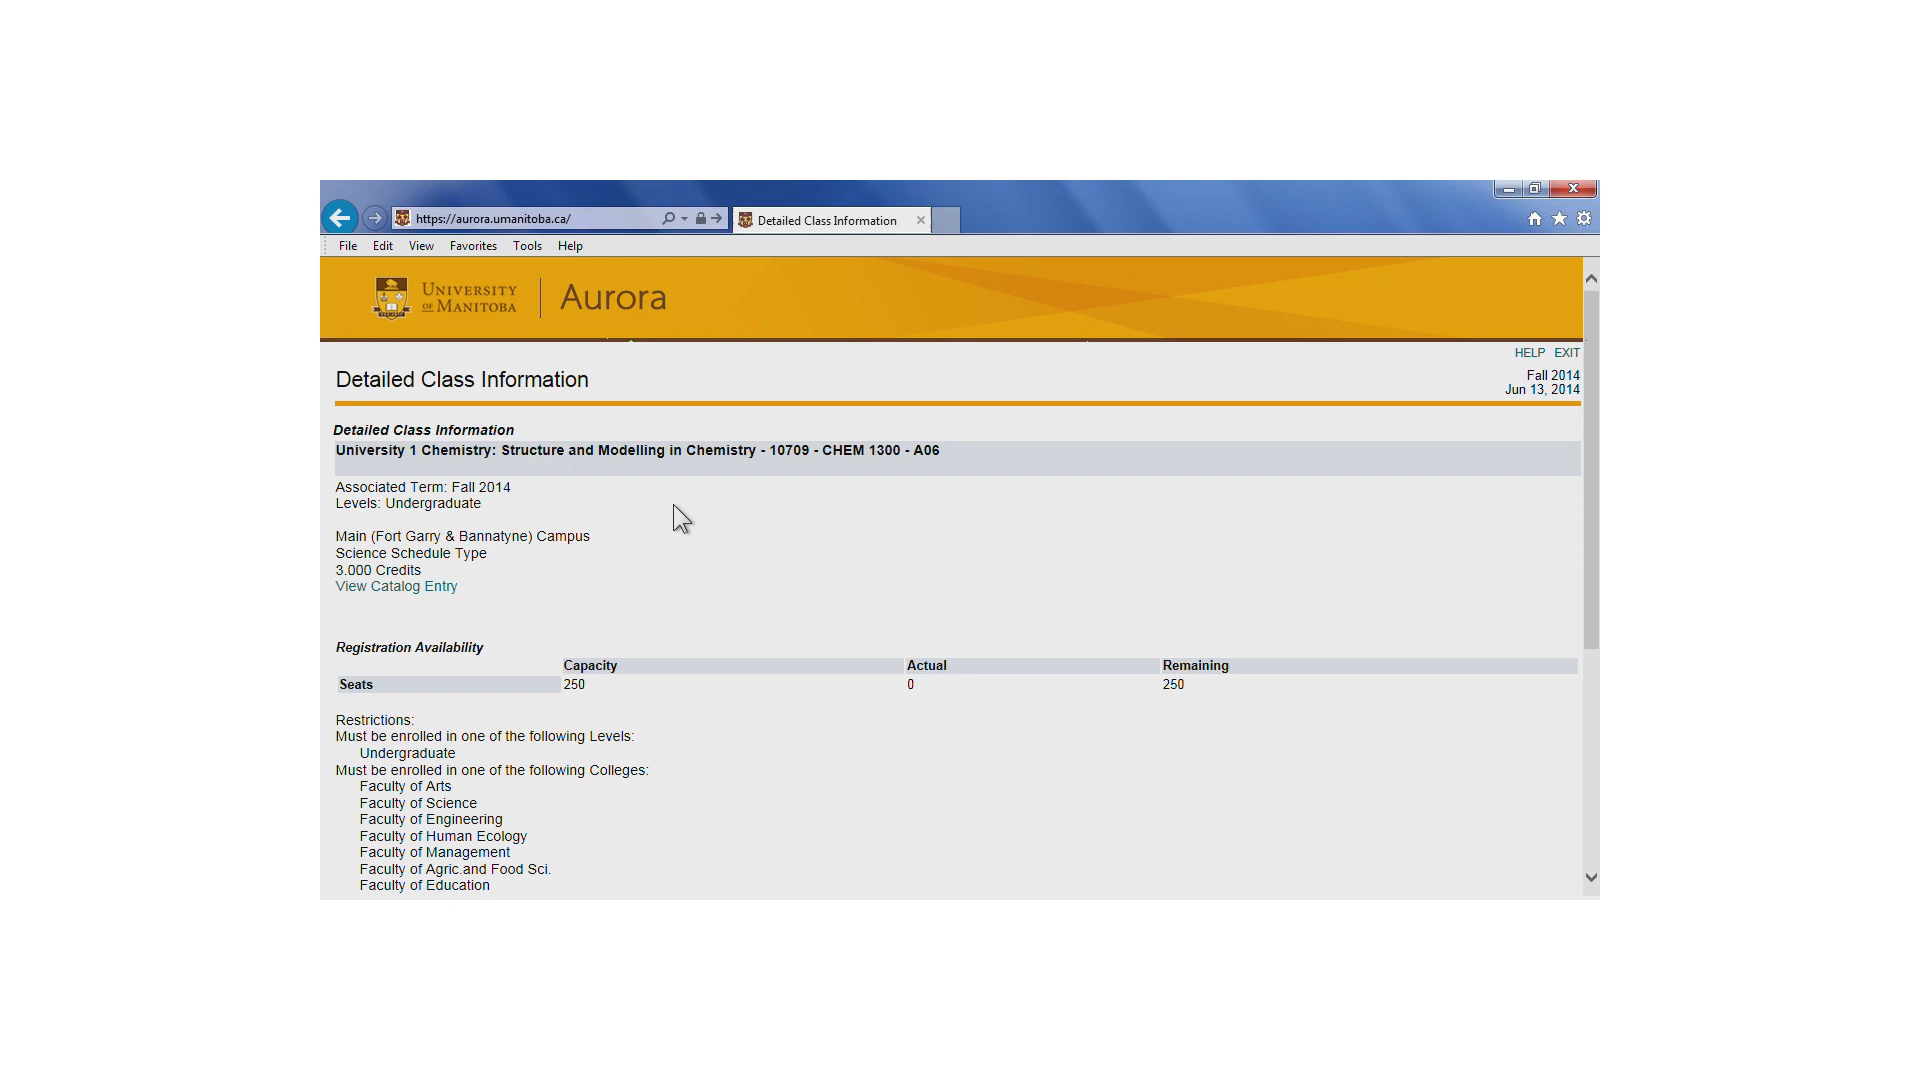 https://aurora.umanitoba.ca/
Detailed Class Information
File Edit View Favorites Tools Help
UNIVERSITY
OF MANITOBA
Aurora
HELP EXIT
Detailed Class Information
Fall 2014
Jun 13, 2014
Detailed Class Information
University 1 Chemistry: Structure and Modelling in Chemistry - 10709 - CHEM 1300 - A06
Associated Term: Fall 2014
Levels: Undergraduate
Main (Fort Garry & Bannatyne) Campus
Science Schedule Type
3.000 Credits
View Catalog Entry
Registration Availability
Capacity Actual Remaining
Seats 250 0 250
Restrictions:
Must be enrolled in one of the following Levels:
Undergraduate
Must be enrolled in one of the following Colleges:
Faculty of Arts
Faculty of Science
Faculty of Engineering
Faculty of Human Ecology
Faculty of Management
Faculty of Agric.and Food Sci.
Faculty of Education